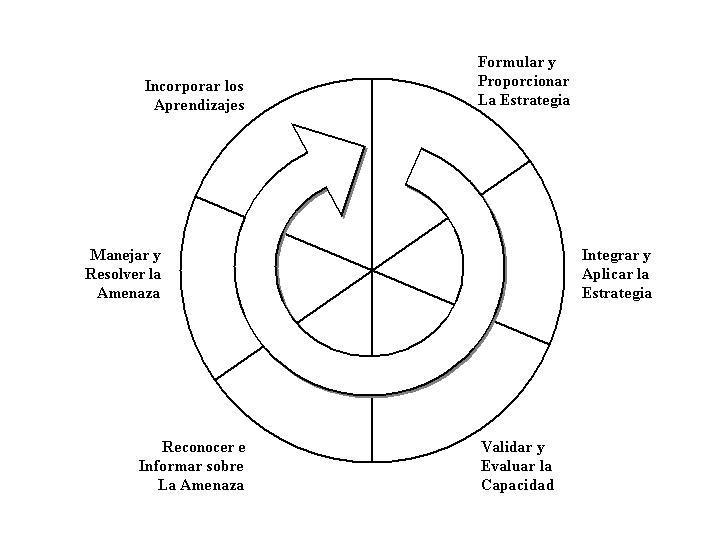 Formular y
Proporcionar
La Estrategia
Integrar y
Aplicar la
Estrategia
Validar y
Evaluar la
Capacidad
Reconocer e
Informar sobre
La Amenaza
Manejar y
Resolver la
Amenaza
Incorporar los
Aprendizajes